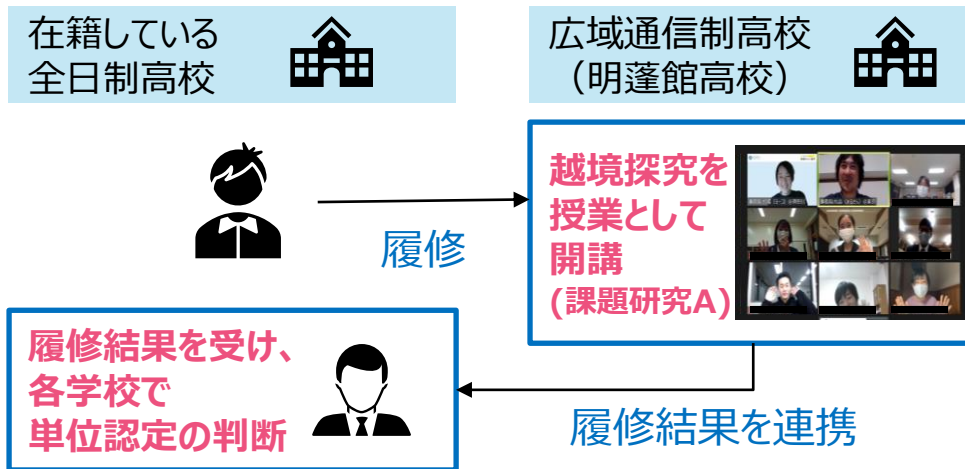 在籍している
全日制高校
広域通信制高校
（明蓬館高校）
越境探究を
授業として
開講
(課題研究A)
履修
履修結果を受け、
各学校で
単位認定の判断
履修結果を連携